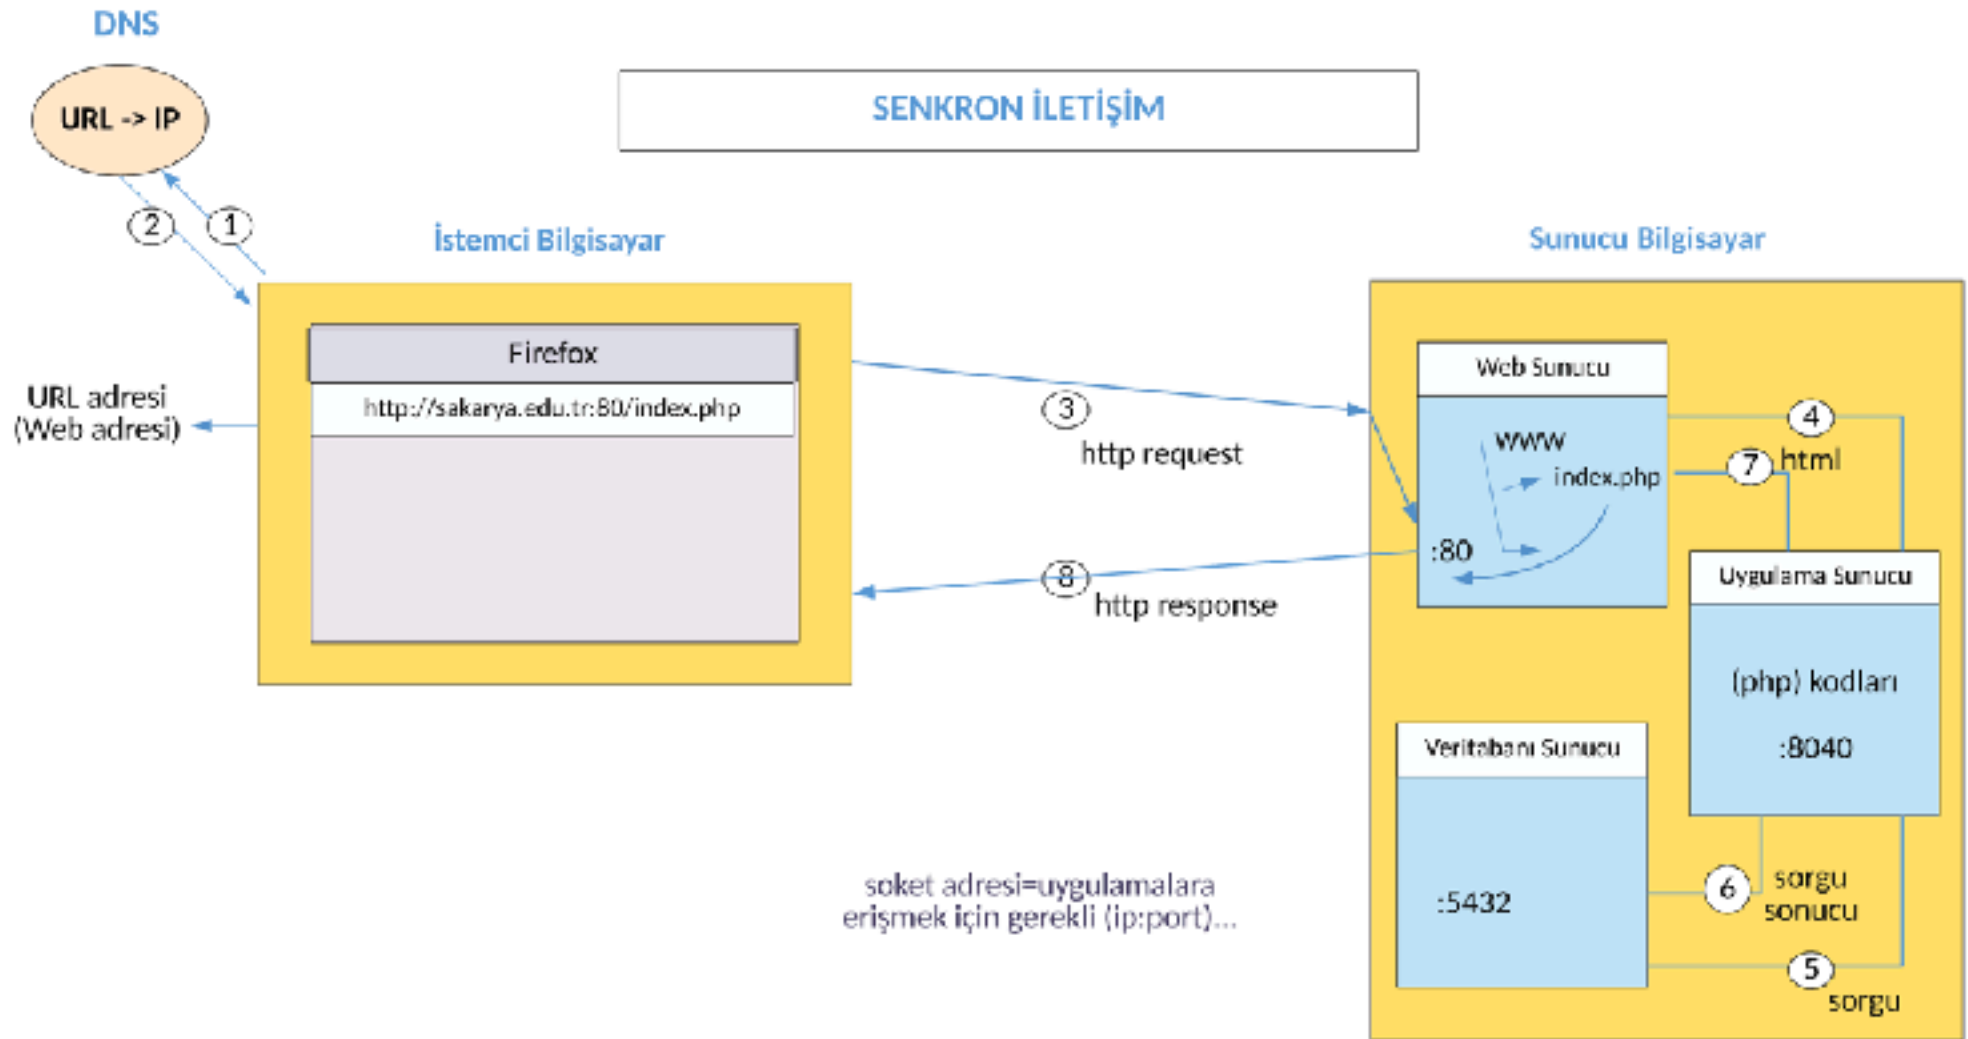 DNS
URL -> IP
SENKRON İLETİŞİM
2
1
İstemci Bilgisayar
Sunucu Bilgisayar
Firefox
http://sakarya.edu.tr:80/index.php
URL adresi
(Web adresi)
3
http request
8
http response
Web Sunucu
www
index.php
:80
4
7
html
Uygulama Sunucu
(php) kodları
:8040
Veritabanı Sunucu
:5432
6
sorgu
sonucu
5
sorgu
soket adresi=uygulamalara
erişmek için gerekli (ip:port)...